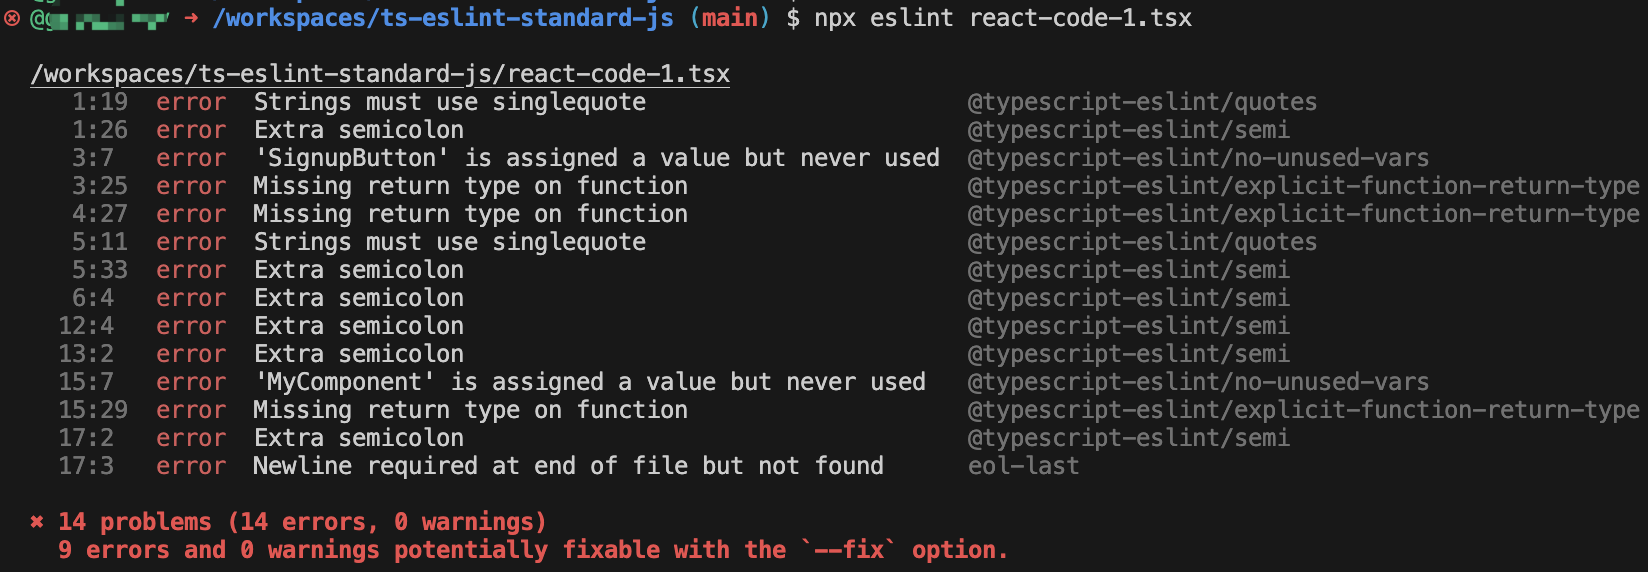 ➜ /workspaces/ts-eslint-standard-js (main) $ npx eslint react-code-1.tsx
/workspaces/ts-eslint-standard-js/react-code-1.tsx
1:19 error Strings must use singlequote @typescript-eslint/quotes
1:26 error Extra semicolon @typescript-eslint/semi
3:7 error 'SignupButton' is assigned a value but never used @typescript-eslint/no-unused-vars
3:25 error Missing return type on function @typescript-eslint/explicit-function-return-type
4:27 error Missing return type on function @typescript-eslint/explicit-function-return-type
5:11 error Strings must use singlequote @typescript-eslint/quotes
5:33 error Extra semicolon @typescript-eslint/semi
6:4 error Extra semicolon @typescript-eslint/semi
12:4 error Extra semicolon @typescript-eslint/semi
13:2 error Extra semicolon @typescript-eslint/semi
15:7 error 'MyComponent' is assigned a value but never used @typescript-eslint/no-unused-vars
15:29 error Missing return type on function @typescript-eslint/explicit-function-return-type
17:2 error Extra semicolon @typescript-eslint/semi
17:3 error Newline required at end of file but not found eol-last
✖ 14 problems (14 errors, 0 warnings)
9 errors and 0 warnings potentially fixable with the `--fix` option.